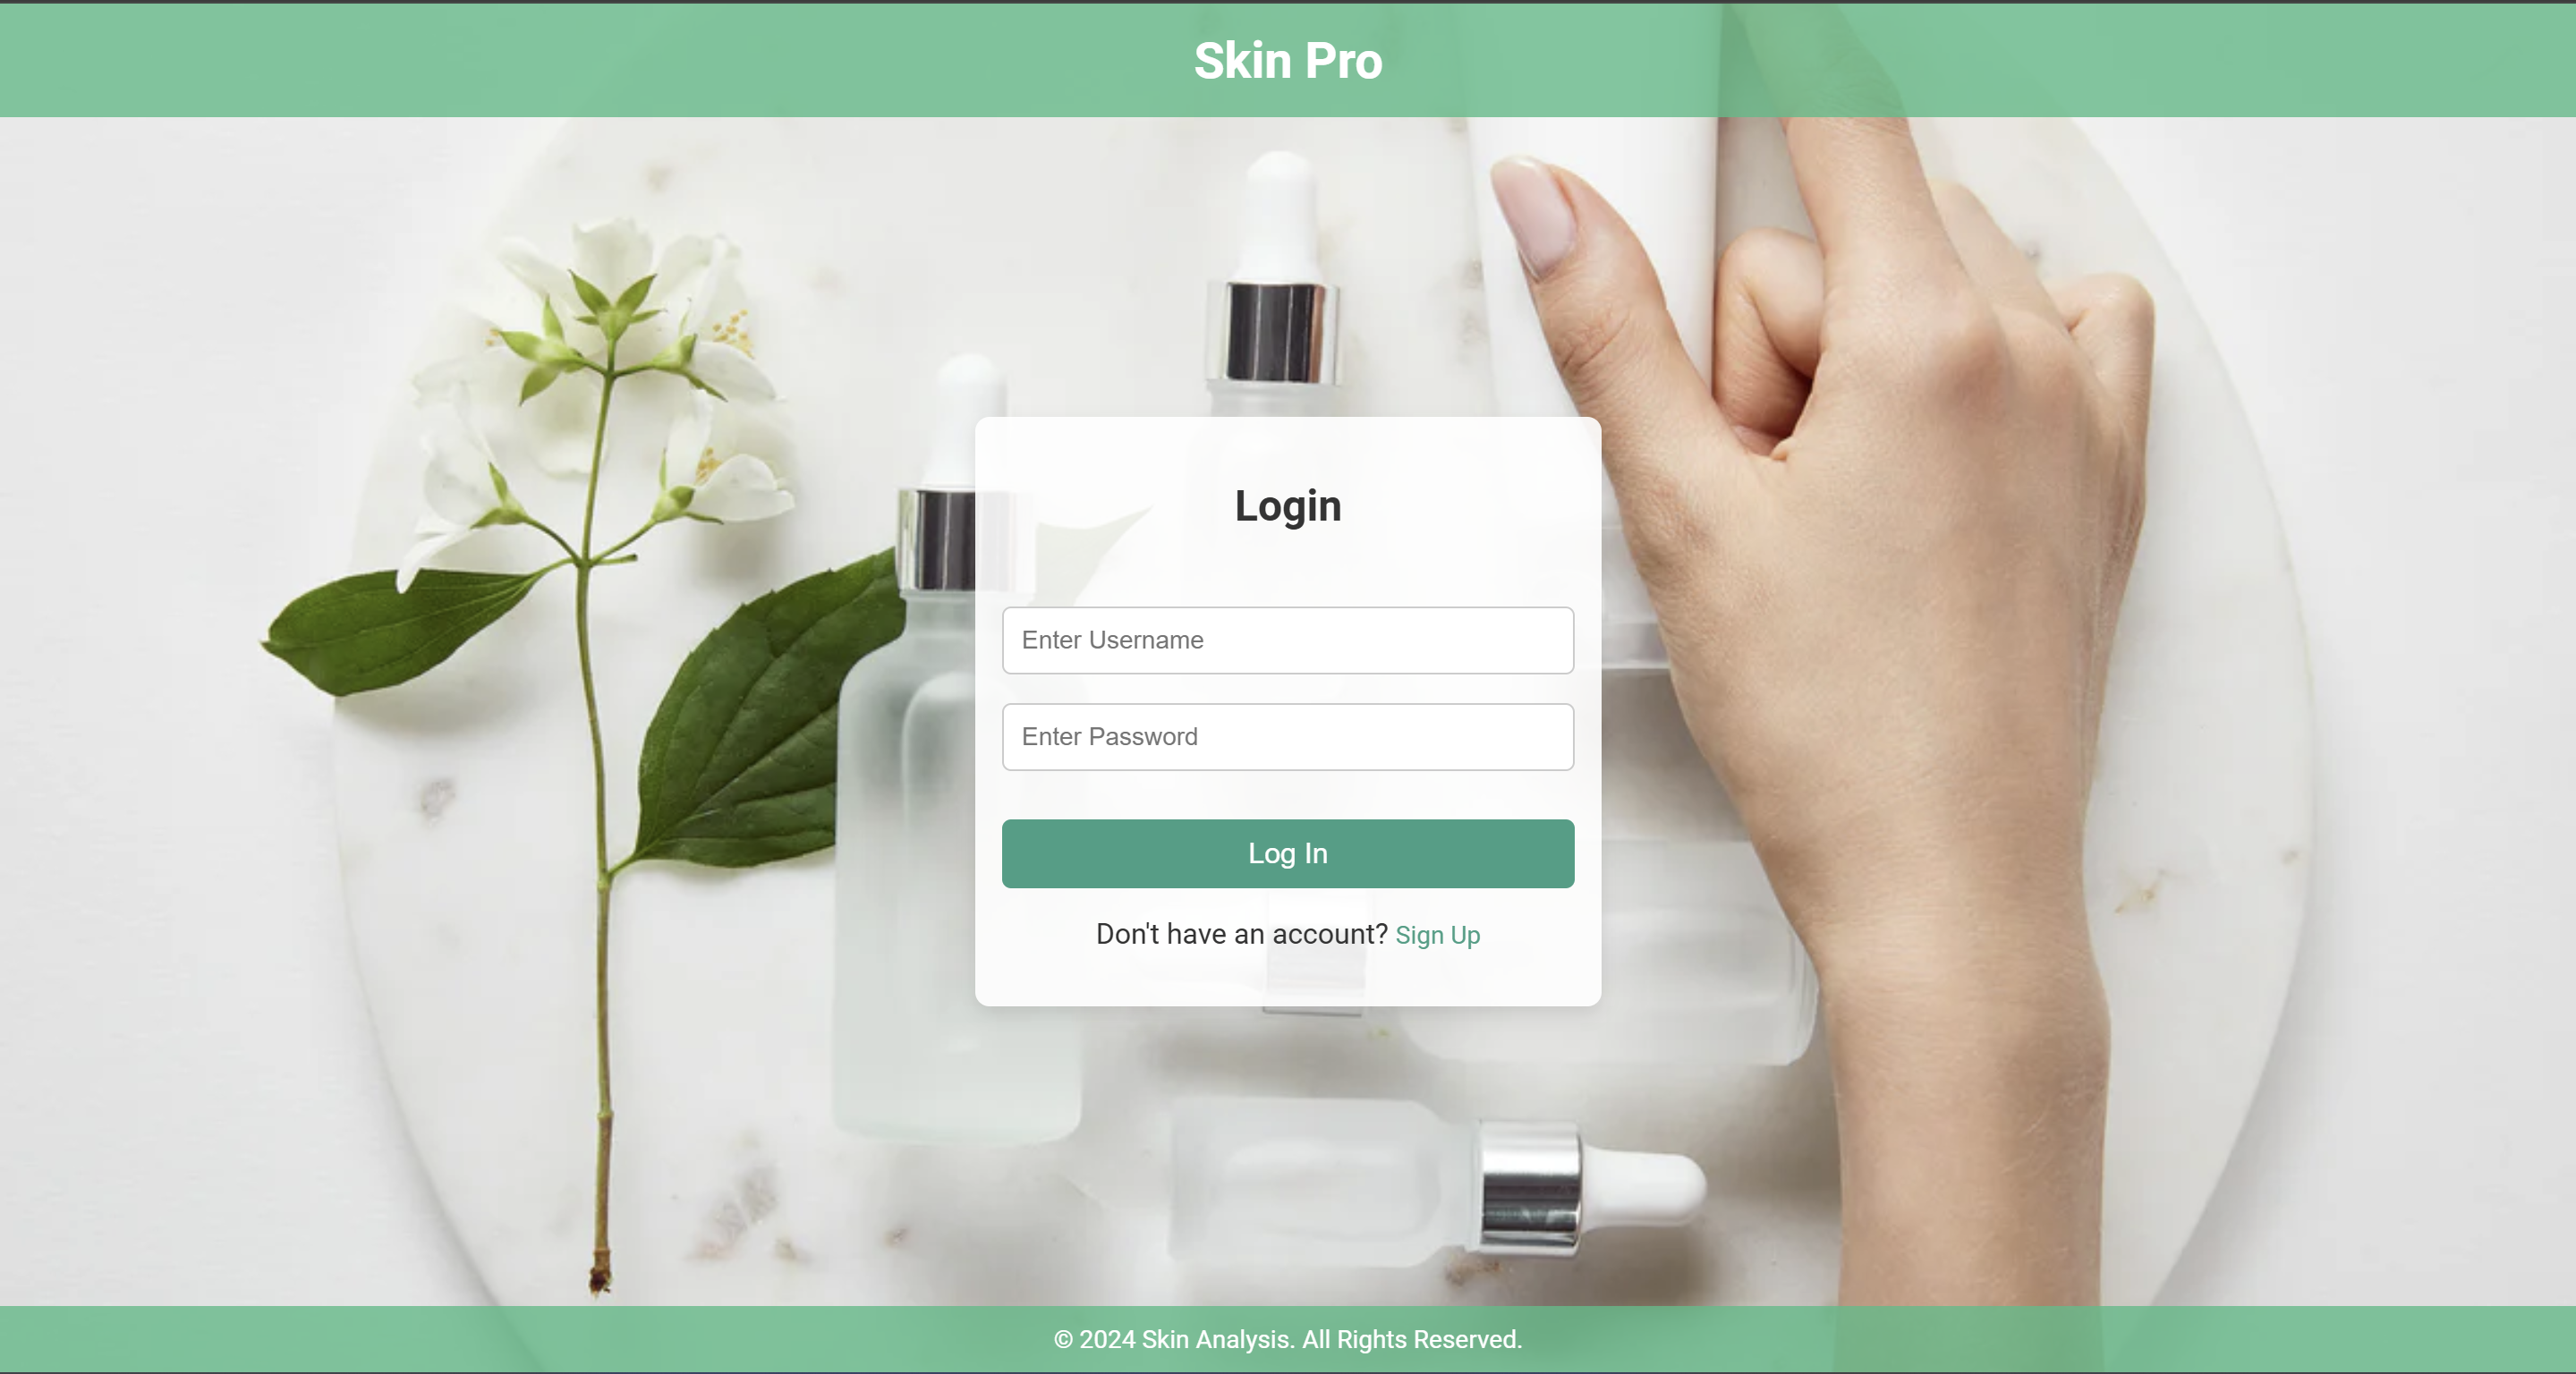 Skin Pro
Login
Enter Username
Enter Password
Log In
Don't have an account? Sign Up
© 2024 Skin Analysis. All Rights Reserved.